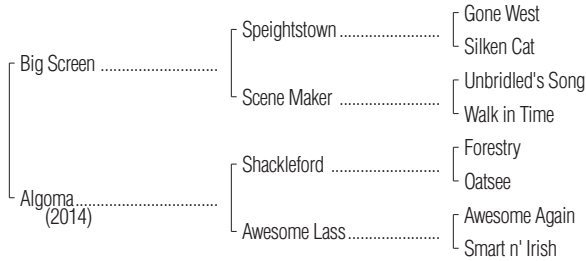 Gone West
Speightstown
Silken Cat
Big Screen
Unbridled's Song
Scene Maker
Walk in Time
Forestry
Shackleford
Oatsee
Algoma
(2014)
Awesome Again
Awesome Lass
Smart n' Irish